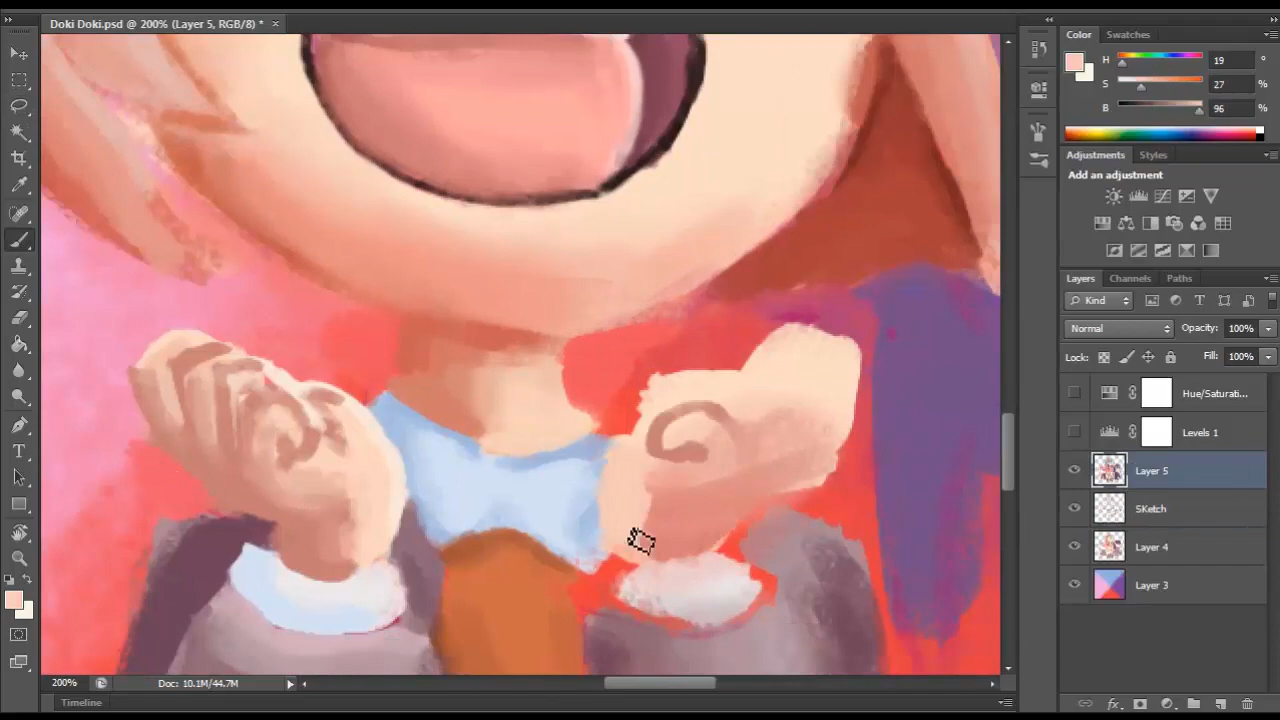 Doki Doki.psd @ 200% (Layer 5, RGB/8) *
Color
Swatches
H
19
°
S
27
%
B
96
%
Adjustments
Styles
Add an adjustment
Layers
Channels
Paths
Kind
Normal
Opacity: 100%
Lock:
Fill: 100%
Hue/Saturati...
Levels 1
Layer 5
SKetch
Layer 4
Layer 3
200%
Doc: 10.1M/44.7M
Timeline